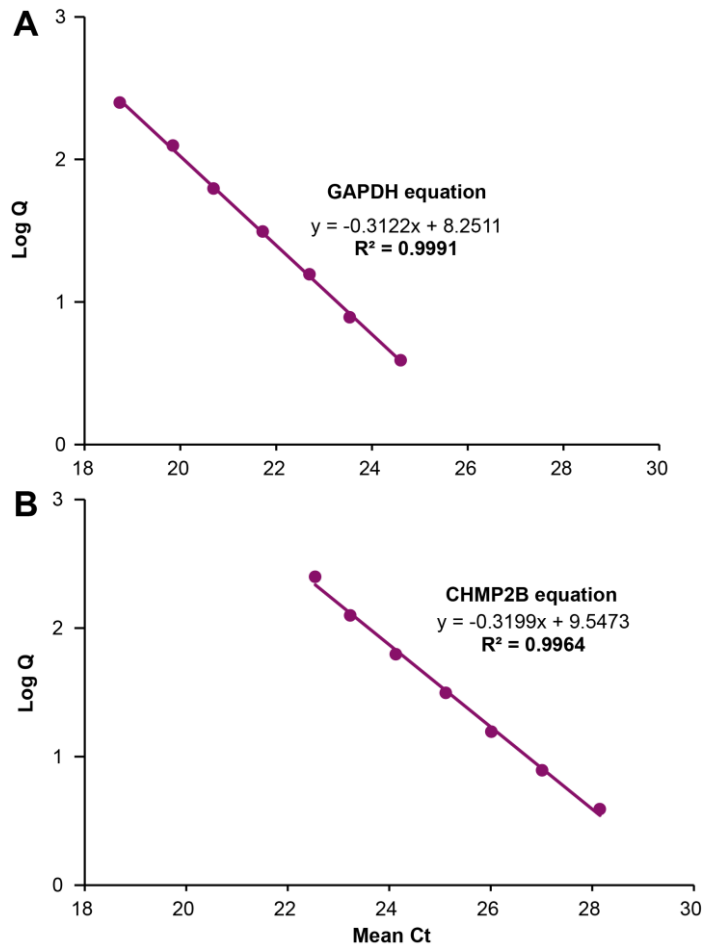 A
3
2
1
0
Log Q
GAPDH equation
y = -0.3122x + 8.2511
R² = 0.9991
18 20 22 24 26 28 30
B
3
2
1
0
Log Q
CHMP2B equation
y = -0.3199x + 9.5473
R² = 0.9964
18 20 22 24 26 28 30
Mean Ct